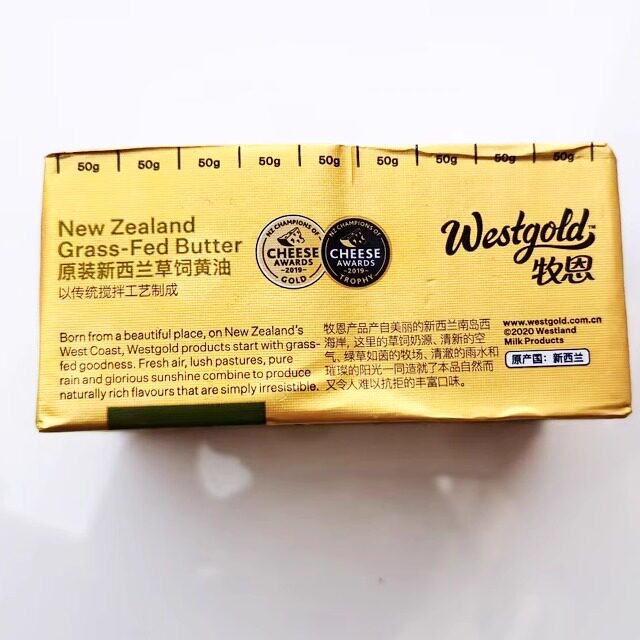 50g 50g 50g 50g 50g 50g 50g 50g 50g
New Zealand
Grass-Fed Butter
原装新西兰草饲黄油
以传统搅拌工艺制成
NZ CHAMPIONS OF
CHEESE
AWARDS
2019
GOLD
NZ CHAMPIONS OF
CHEESE
AWARDS
2019
TROPHY
Westgold™
牧恩
Born from a beautiful place, on New Zealand's
West Coast, Westgold products start with grass-
fed goodness. Fresh air, lush pastures, pure
rain and glorious sunshine combine to produce
naturally rich flavours that are simply irresistible.
牧恩产品产自美丽的新西兰南岛西
海岸, 这里的草饲奶源、清新的空
气、绿草如茵的牧场、清澈的雨水和
璀璨的阳光一同造就了本品自然而
又令人难以抗拒的丰富口味。
www.westgold.com.cn
©2020 Westland
Milk Products
原产国: 新西兰